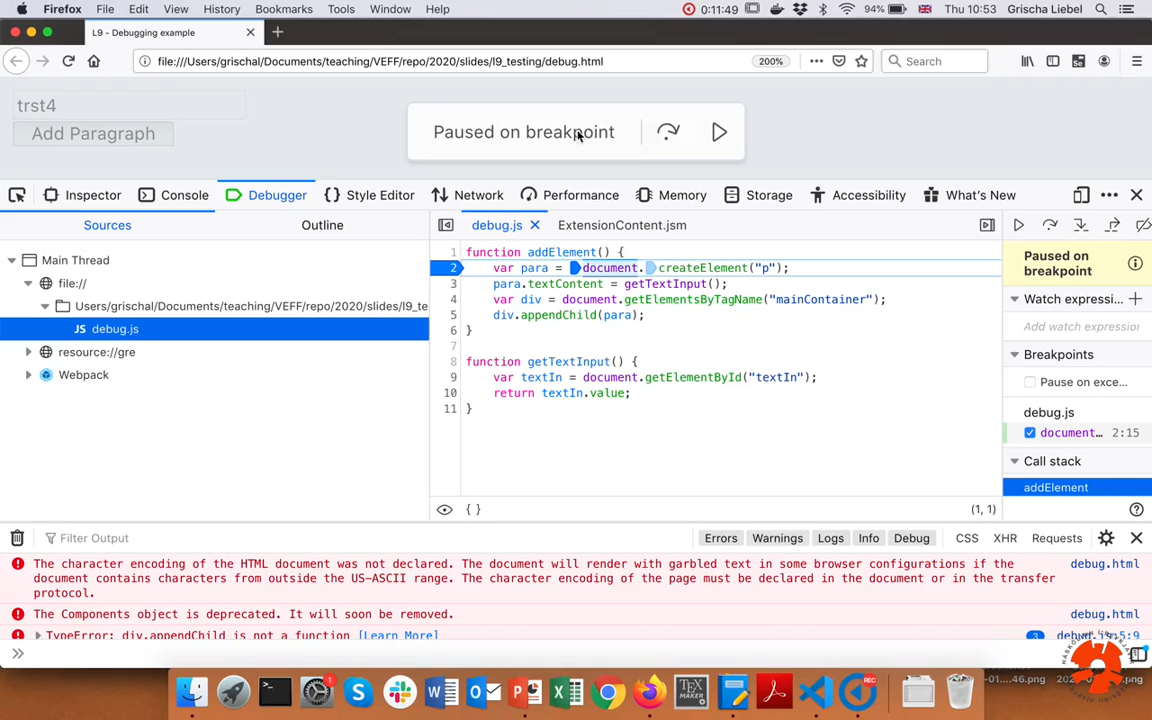 Firefox File Edit View History Bookmarks Tools Window Help 0:11:49 94% Thu 10:53 Grischa Liebel
L9 - Debugging example
file:///Users/grischal/Documents/teaching/VEFF/repo/2020/slides/l9_testing/debug.html 200% Search
trst4
Add Paragraph
Paused on breakpoint
Inspector Console Debugger Style Editor Network Performance Memory Storage Accessibility What's New
Sources Outline debug.js ExtensionContent.jsm
Main Thread
file://
Users/grischal/Documents/teaching/VEFF/repo/2020/slides/l9_te
JS debug.js
resource://gre
Webpack
1 function addElement() {
2 var para = document.createElement("p");
3 para.textContent = getTextInput();
4 var div = document.getElementsByTagName("mainContainer");
5 div.appendChild(para);
6 }
7
8 function getTextInput() {
9 var textIn = document.getElementById("textIn");
10 return textIn.value;
11 }
{ } (1, 1)
Paused on
breakpoint
Watch expressi...
Add watch expression
Breakpoints
Pause on exce...
debug.js
document... 2:15
Call stack
addElement
Filter Output Errors Warnings Logs Info Debug CSS XHR Requests
The character encoding of the HTML document was not declared. The document will render with garbled text in some browser configurations if the debug.html
document contains characters from outside the US-ASCII range. The character encoding of the page must be declared in the document or in the transfer
protocol.
The Components object is deprecated. It will soon be removed. debug.html
TypeError: div.appendChild is not a function [Learn More]